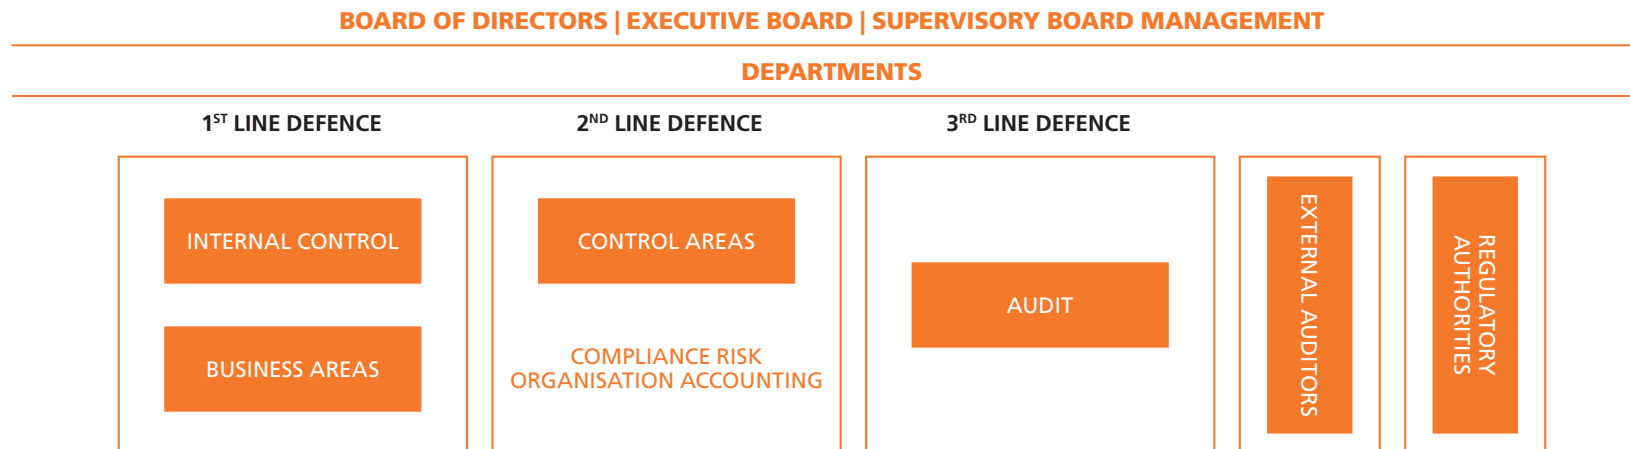 BOARD OF DIRECTORS | EXECUTIVE BOARD | SUPERVISORY BOARD MANAGEMENT
DEPARTMENTS
1ST LINE DEFENCE
INTERNAL CONTROL
BUSINESS AREAS
2ND LINE DEFENCE
CONTROL AREAS
COMPLIANCE RISK
ORGANISATION ACCOUNTING
3RD LINE DEFENCE
AUDIT
EXTERNAL AUDITORS
REGULATORY
AUTHORITIES